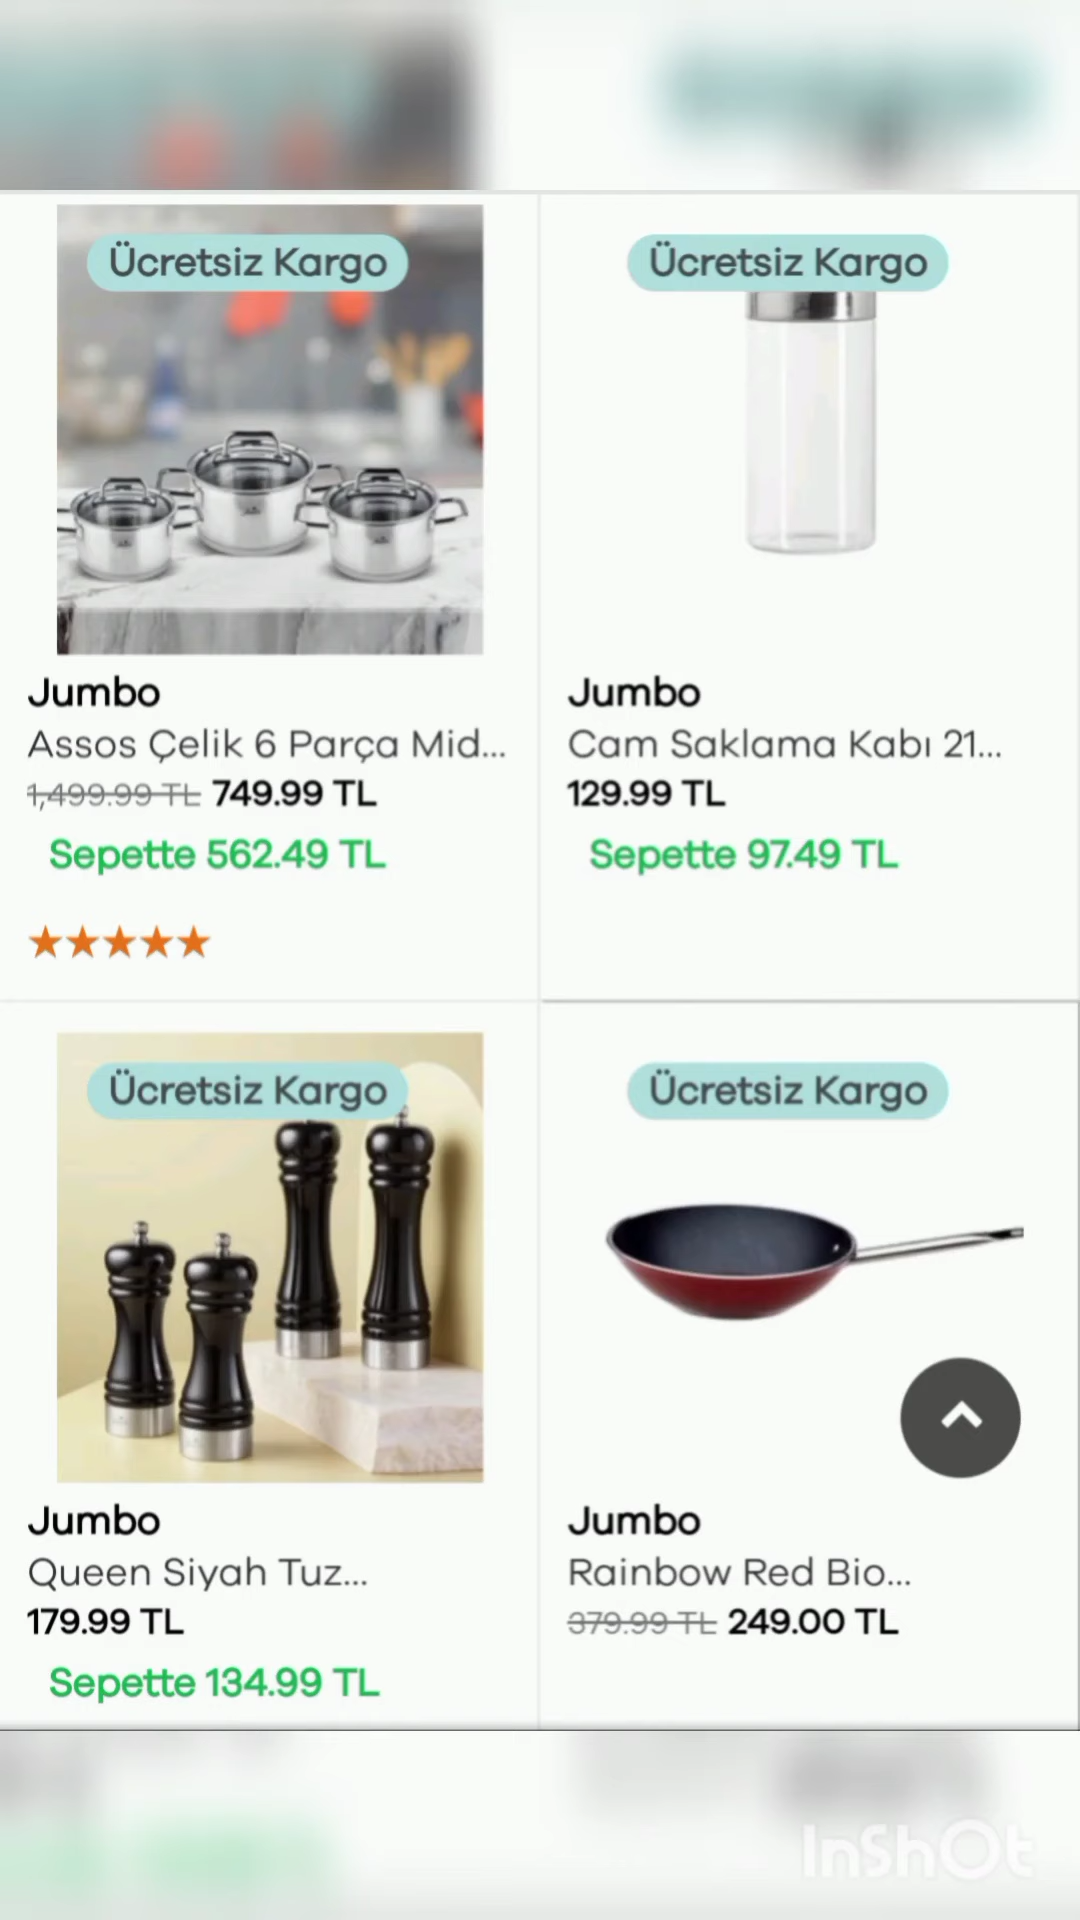 Ücretsiz Kargo
Jumbo
Assos Çelik 6 Parça Mid...
1,499.99 TL 749.99 TL
Sepette 562.49 TL
Ücretsiz Kargo
Jumbo
Cam Saklama Kabı 21...
129.99 TL
Sepette 97.49 TL
Ücretsiz Kargo
Jumbo
Queen Siyah Tuz...
179.99 TL
Sepette 134.99 TL
Ücretsiz Kargo
Jumbo
Rainbow Red Bio...
379.99 TL 249.00 TL
InShOt